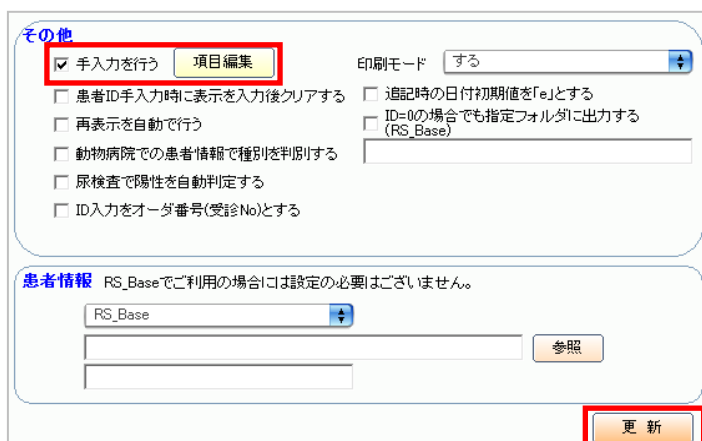 その他
手入力を行う 項目編集
印刷モード する
患者ID手入力時に表示を入力後クリアする
追記時の日付初期値を「e」とする
再表示を自動で行う
ID=0の場合でも指定フォルダに出力する
(RS_Base)
動物病院での患者情報で種別を判別する
尿検査で陽性を自動判定する
ID入力をオーダ番号(受診No)とする
患者情報 RS_Baseでご利用の場合には設定の必要はございません。
RS_Base
参照
更 新